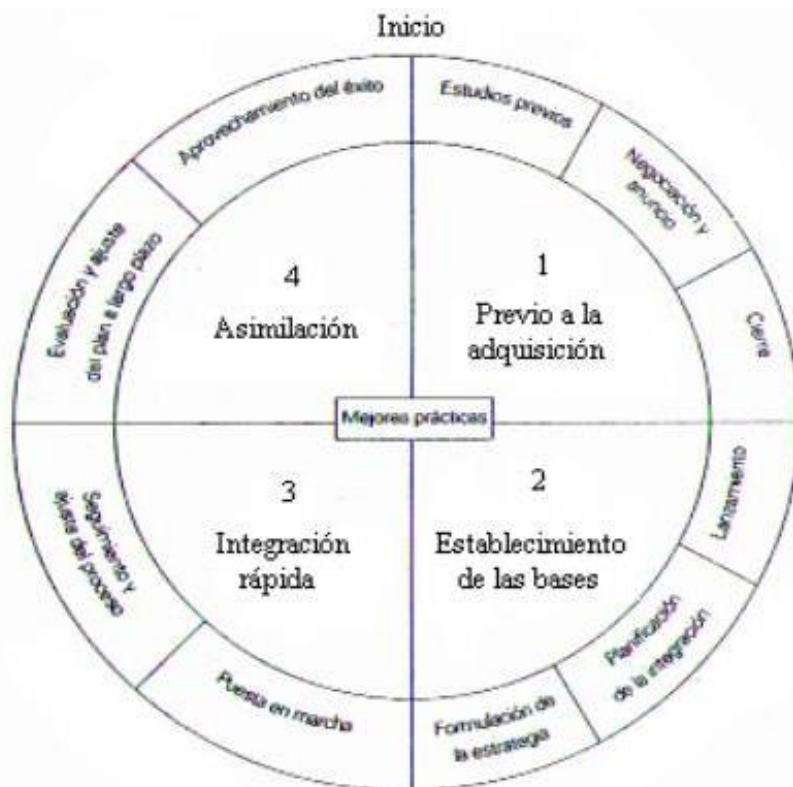 Inicio
Estudios previos
Negociación y
anuncio
Cierre
1
Previo a la
adquisición
Lanzamiento
Planificación
de la integración
Formulación de
la estrategia
2
Establecimiento
de las bases
Puesta en marcha
Seguimiento y
ajuste del proceso
3
Integración
rápida
Evaluación y ajuste
del plan a largo plazo
Aprovechamiento del éxito
4
Asimilación
Mejores prácticas